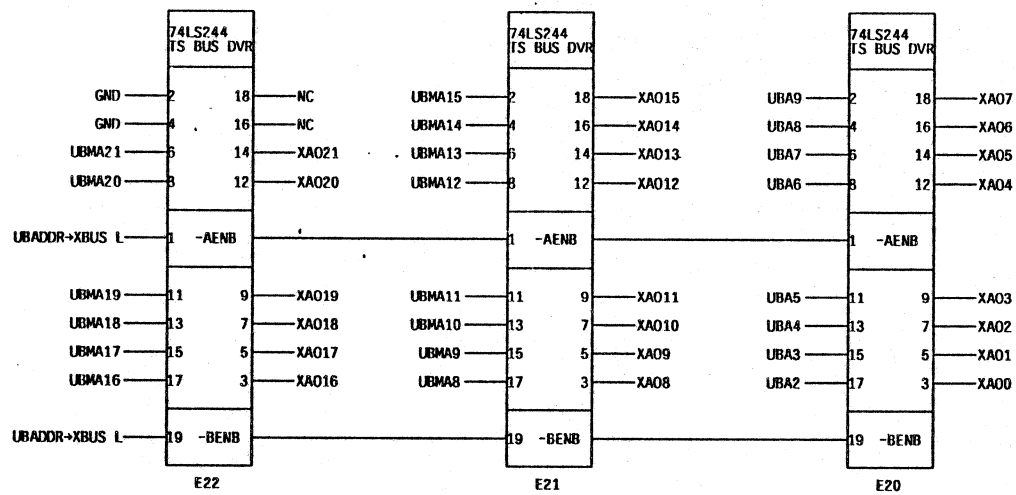 74LS244 74LS244 74LS244
TS BUS DVR TS BUS DVR TS BUS DVR
GND 2 18 NC UBMA15 2 18 XAO15 UBA9 2 18 XAO7
GND 4 16 NC UBMA14 4 16 XAO14 UBA8 4 16 XAO6
UBMA21 6 14 XAO21 UBMA13 6 14 XAO13 UBA7 6 14 XAO5
UBMA20 8 12 XAO20 UBMA12 8 12 XAO12 UBA6 8 12 XAO4
UBADDR→XBUS L 1 -AENB 1 -AENB 1 -AENB
UBMA19 11 9 XAO19 UBMA11 11 9 XAO11 UBA5 11 9 XAO3
UBMA18 13 7 XAO18 UBMA10 13 7 XAO10 UBA4 13 7 XAO2
UBMA17 15 5 XAO17 UBMA9 15 5 XAO9 UBA3 15 5 XAO1
UBMA16 17 3 XAO16 UBMA8 17 3 XAO8 UBA2 17 3 XAO0
UBADDR→XBUS L 19 -BENB 19 -BENB 19 -BENB
E22 E21 E20